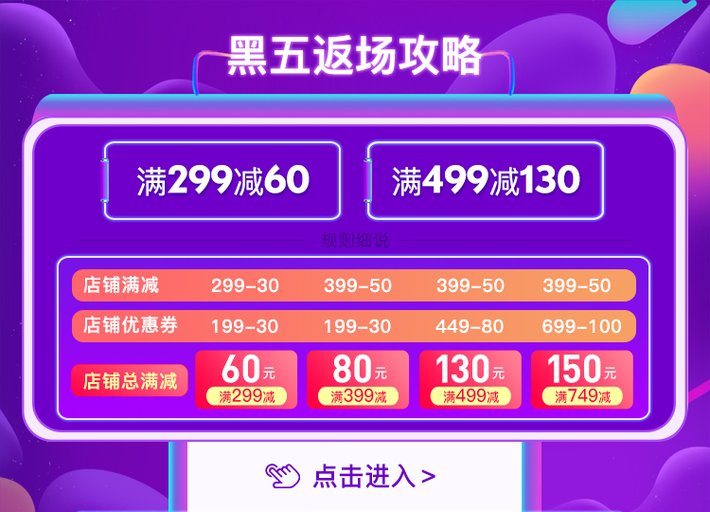 黑五返场攻略
满299减60 满499减130
规则细说
店铺满减 299-30 399-50 399-50 399-50
店铺优惠券 199-30 199-30 449-80 699-100
店铺总满减 60元 80元 130元 150元
满299减 满399减 满499减 满749减
点击进入 >